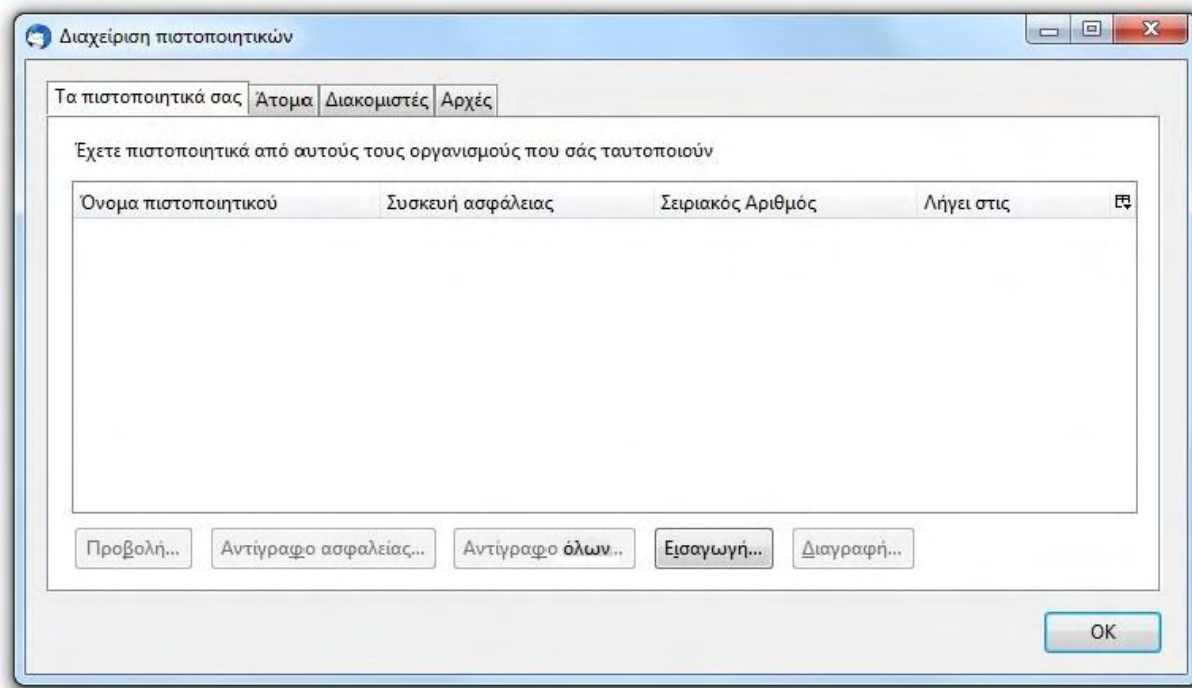 Διαχείριση πιστοποιητικών
Τα πιστοποιητικά σας Άτομα Διακομιστές Αρχές
Έχετε πιστοποιητικά από αυτούς τους οργανισμούς που σάς ταυτοποιούν
Όνομα πιστοποιητικού Συσκευή ασφάλειας Σειριακός Αριθμός Λήγει στις
Προβολή... Αντίγραφο ασφαλείας... Αντίγραφο όλων... Εισαγωγή... Διαγραφή...
OK